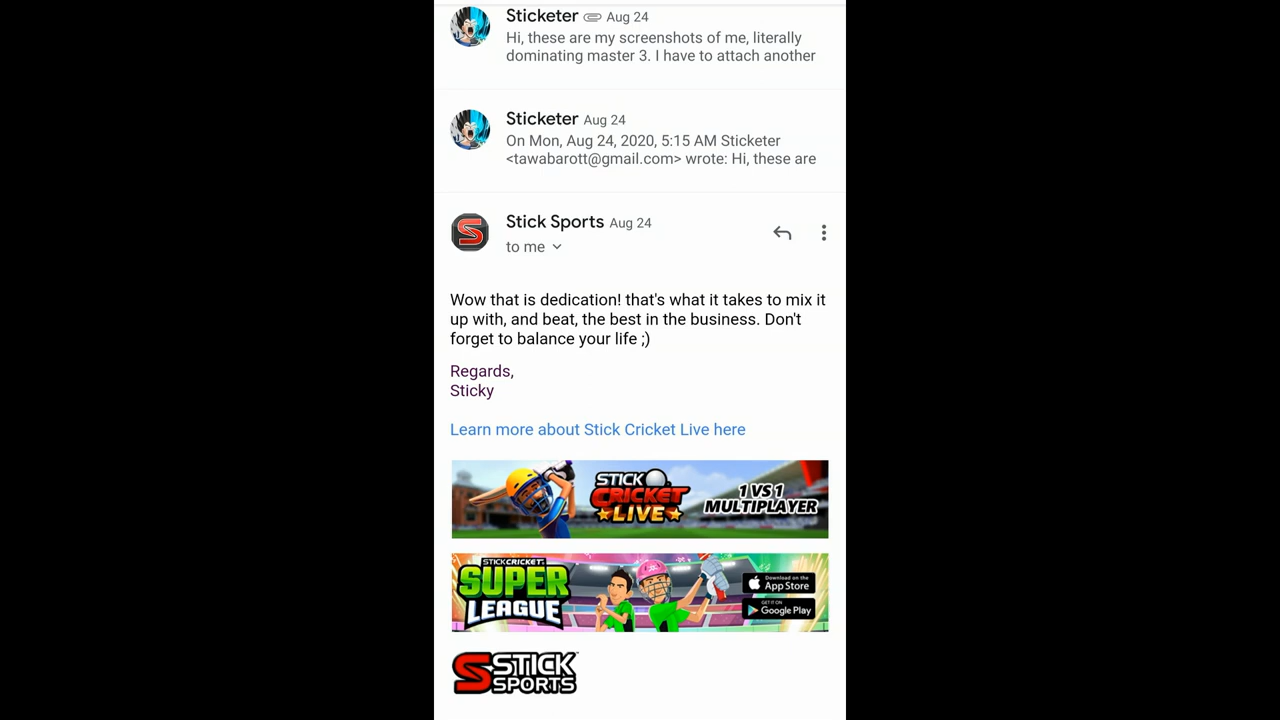 Sticketer Aug 24
Hi, these are my screenshots of me, literally
dominating master 3. I have to attach another
Sticketer Aug 24
On Mon, Aug 24, 2020, 5:15 AM Sticketer
<tawabarott@gmail.com> wrote: Hi, these are
Stick Sports Aug 24
to me
Wow that is dedication! that's what it takes to mix it
up with, and beat, the best in the business. Don't
forget to balance your life ;)
Regards,
Sticky
Learn more about Stick Cricket Live here
STICK
CRICKET
LIVE
1 VS 1
MULTIPLAYER
STICK CRICKET
SUPER
LEAGUE
Download on the
App Store
GET IT ON
Google Play
S STICK
SPORTS